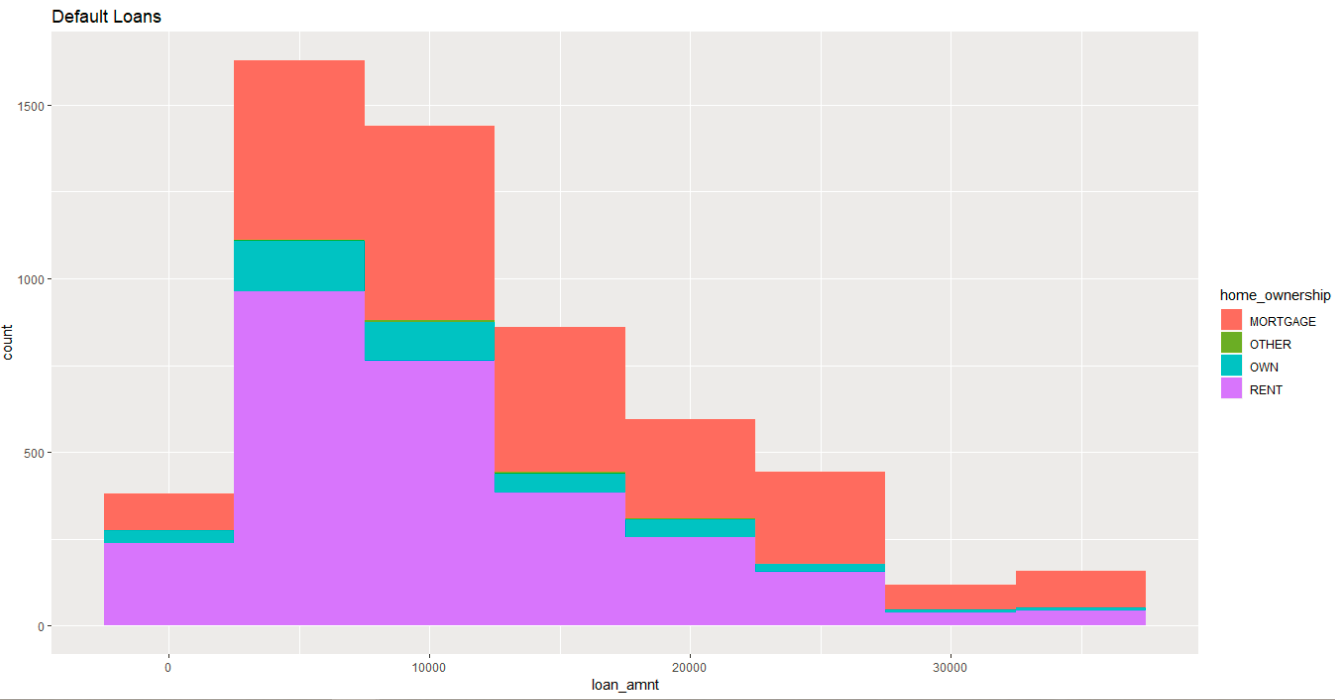 Default Loans
1500
1000
500
0
count
0 10000 20000 30000
loan_amnt
home_ownership
MORTGAGE
OTHER
OWN
RENT